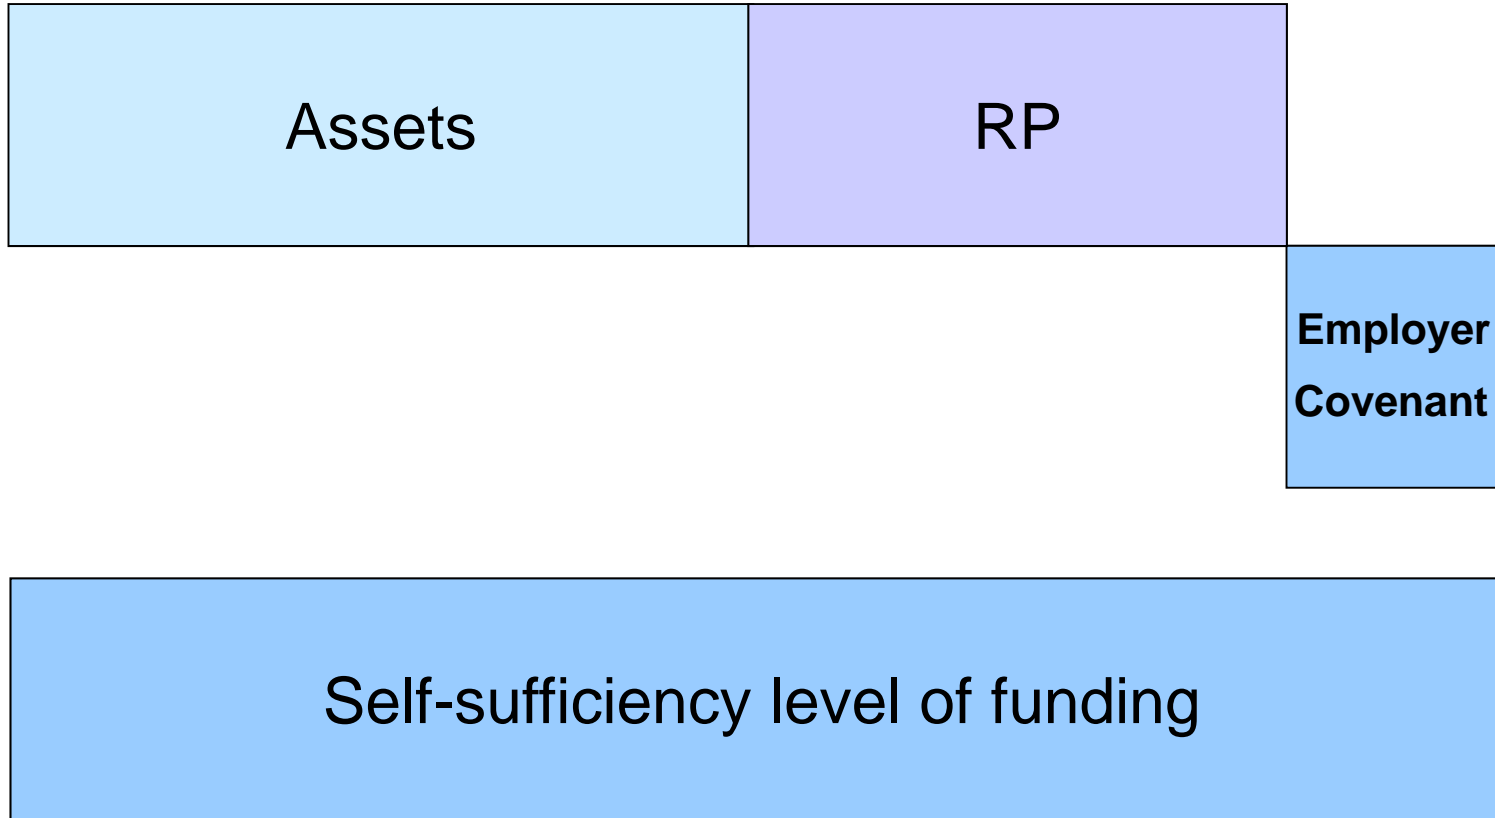 Assets
RP
Employer
Covenant
Self-sufficiency level of funding